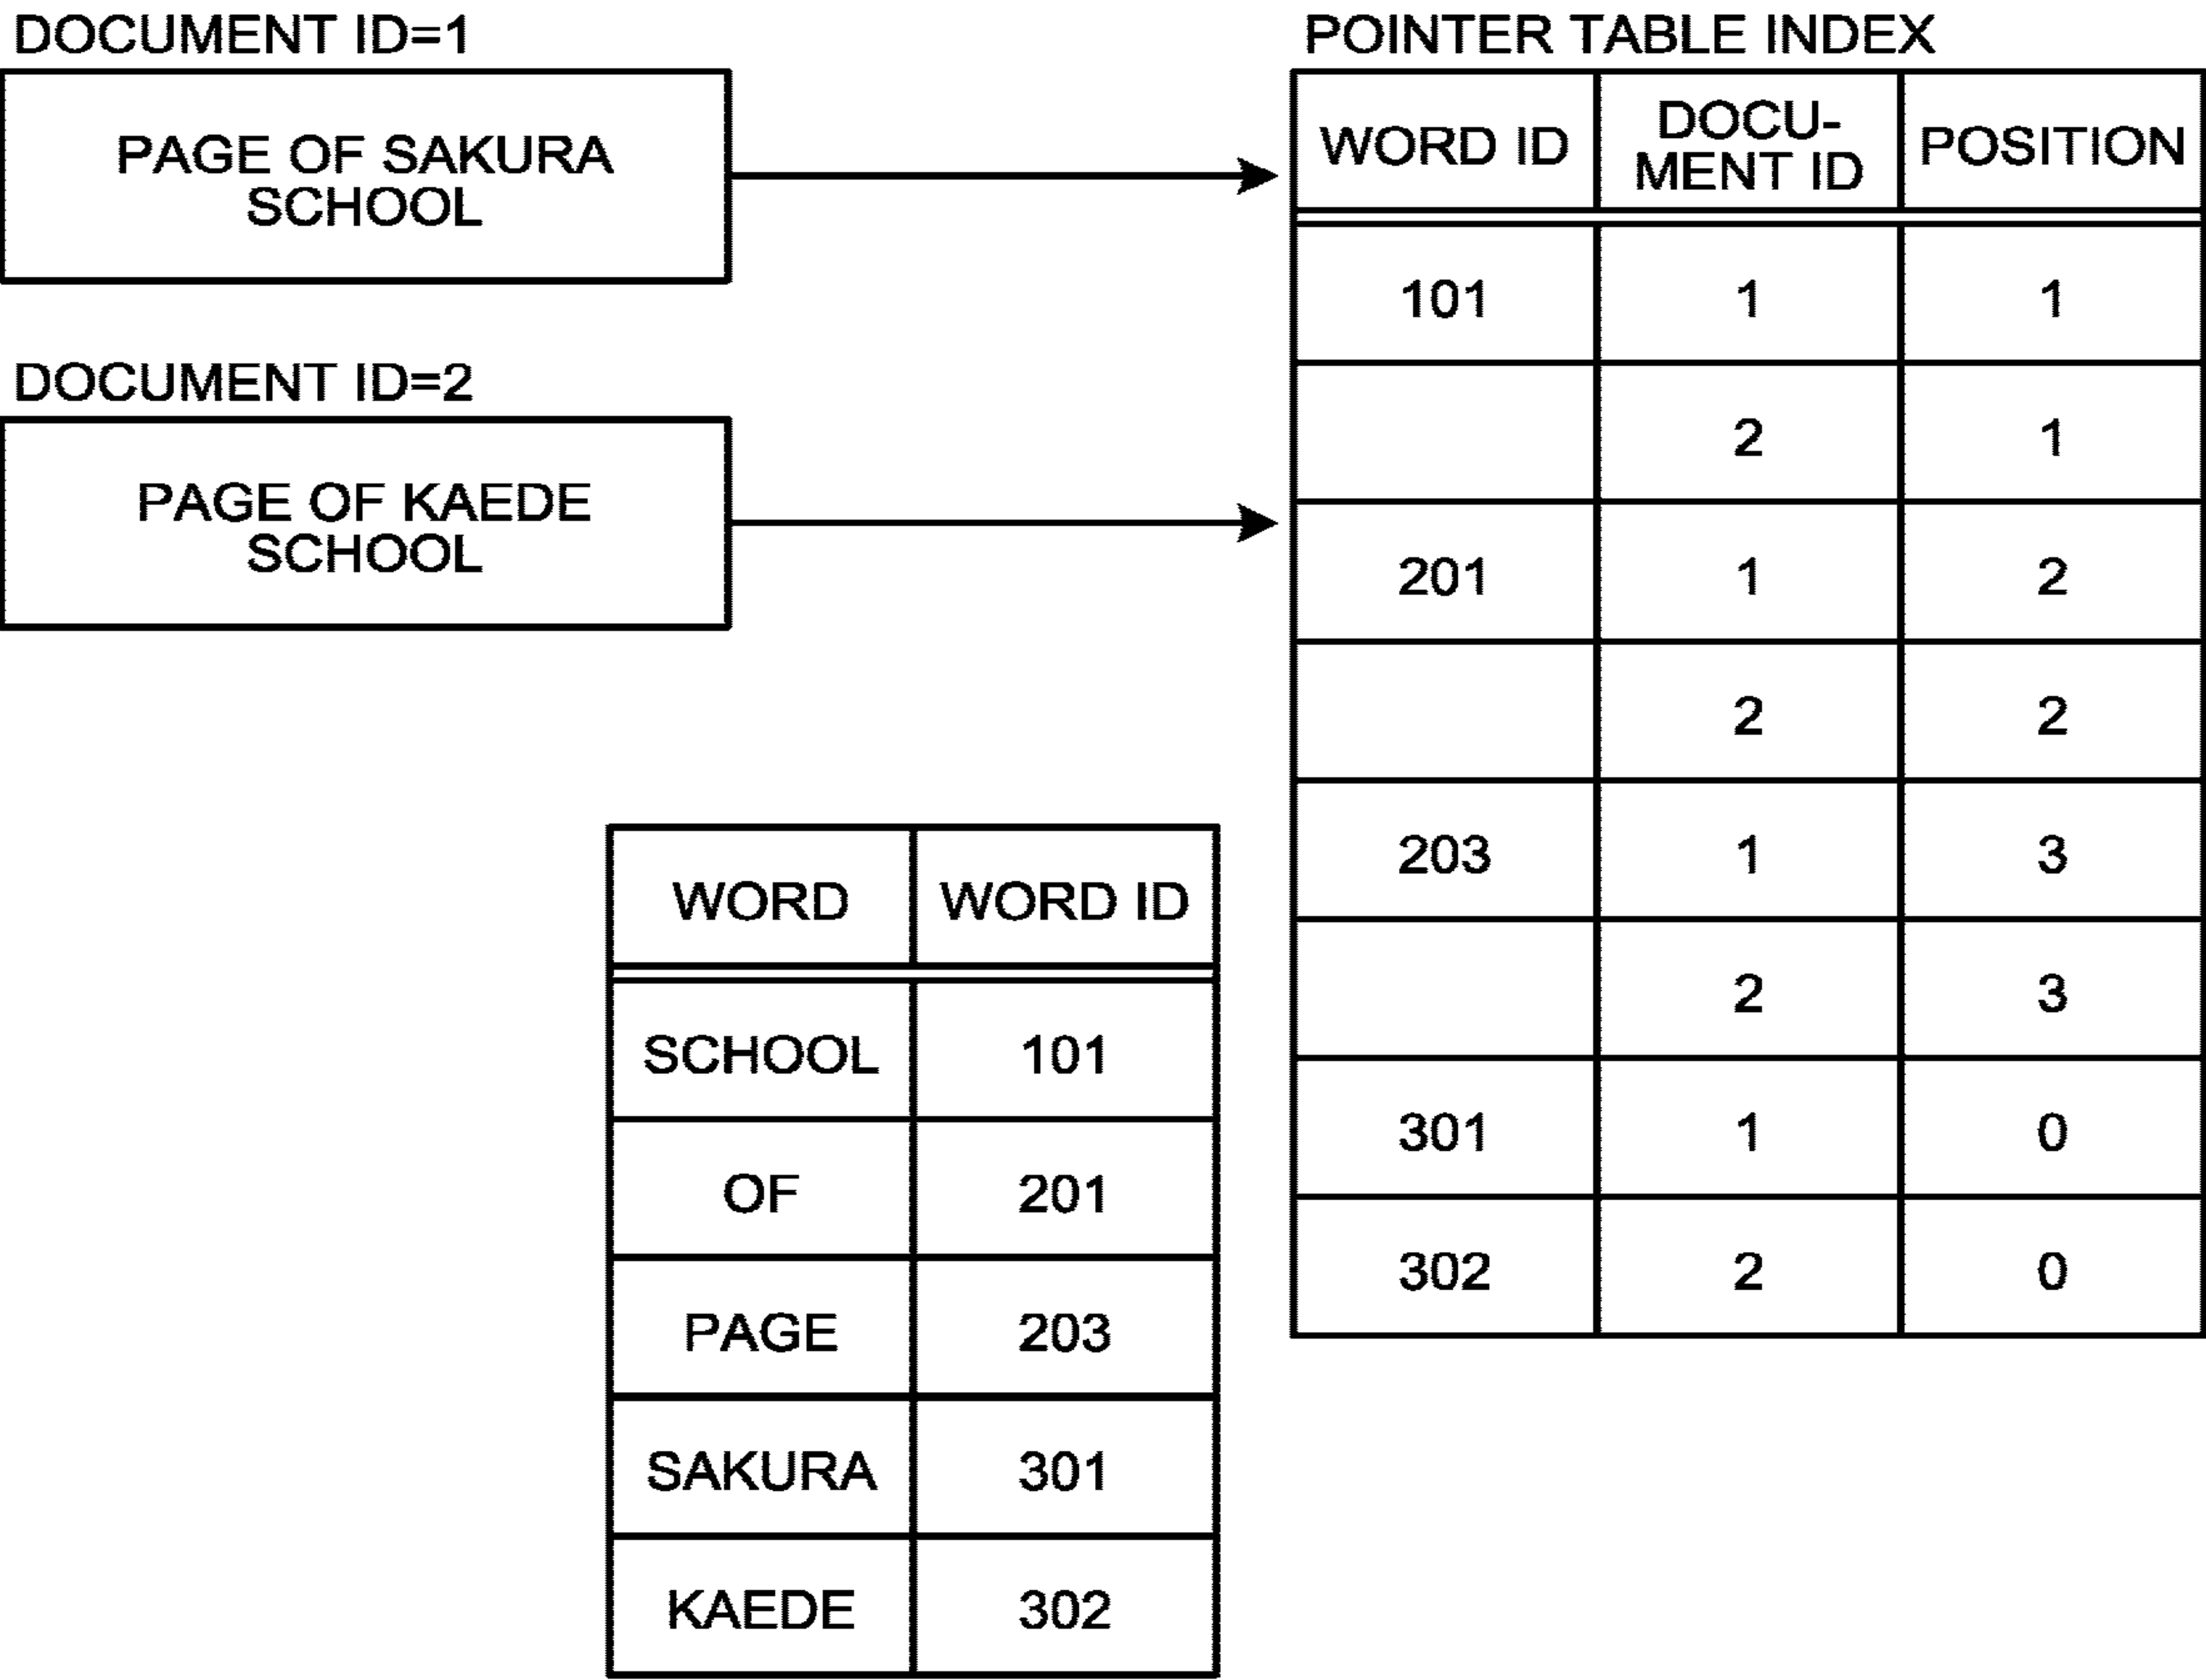 DOCUMENT ID=1
PAGE OF SAKURA
SCHOOL
DOCUMENT ID=2
PAGE OF KAEDE
SCHOOL
POINTER TABLE INDEX
WORD ID DOCU-
MENT ID POSITION
101 1 1
2 1
201 1 2
2 2
203 1 3
2 3
301 1 0
302 2 0
WORD WORD ID
SCHOOL 101
OF 201
PAGE 203
SAKURA 301
KAEDE 302